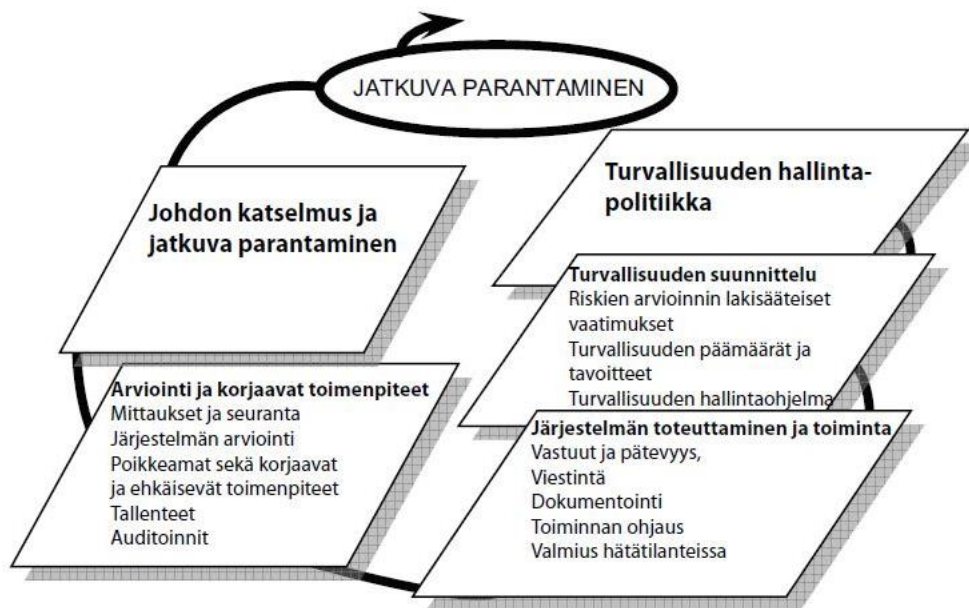 JATKUVA PARANTAMINEN
Johdon katselmus ja
jatkuva parantaminen
Turvallisuuden hallinta-
politiikka
Turvallisuuden suunnittelu
Riskien arvioinnin lakisääteiset
vaatimukset
Turvallisuuden päämäärät ja
tavoitteet
Turvallisuuden hallintaohjelma
Arviointi ja korjaavat toimenpiteet
Mittaukset ja seuranta
Järjestelmän arviointi
Poikkeamat sekä korjaavat
ja ehkäisevät toimenpiteet
Tallenteet
Auditoinnit
Järjestelmän toteuttaminen ja toiminta
Vastuut ja pätevyys,
Viestintä
Dokumentointi
Toiminnan ohjaus
Valmius hätätilanteissa